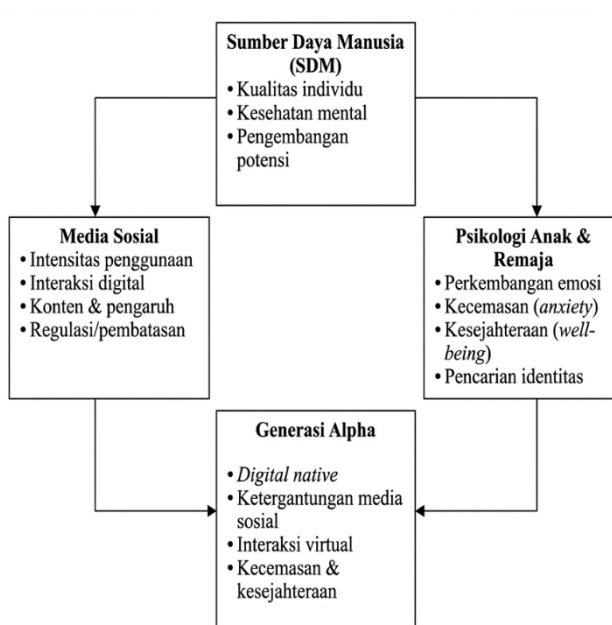 Sumber Daya Manusia
(SDM)
• Kualitas individu
• Kesehatan mental
• Pengembangan
potensi
Media Sosial
• Intensitas penggunaan
• Interaksi digital
• Konten & pengaruh
• Regulasi/pembatasan
Psikologi Anak &
Remaja
• Perkembangan emosi
• Kecemasan (anxiety)
• Kesejahteraan (well-
being)
• Pencarian identitas
Generasi Alpha
• Digital native
• Ketergantungan media
sosial
• Interaksi virtual
• Kecemasan &
kesejahteraan